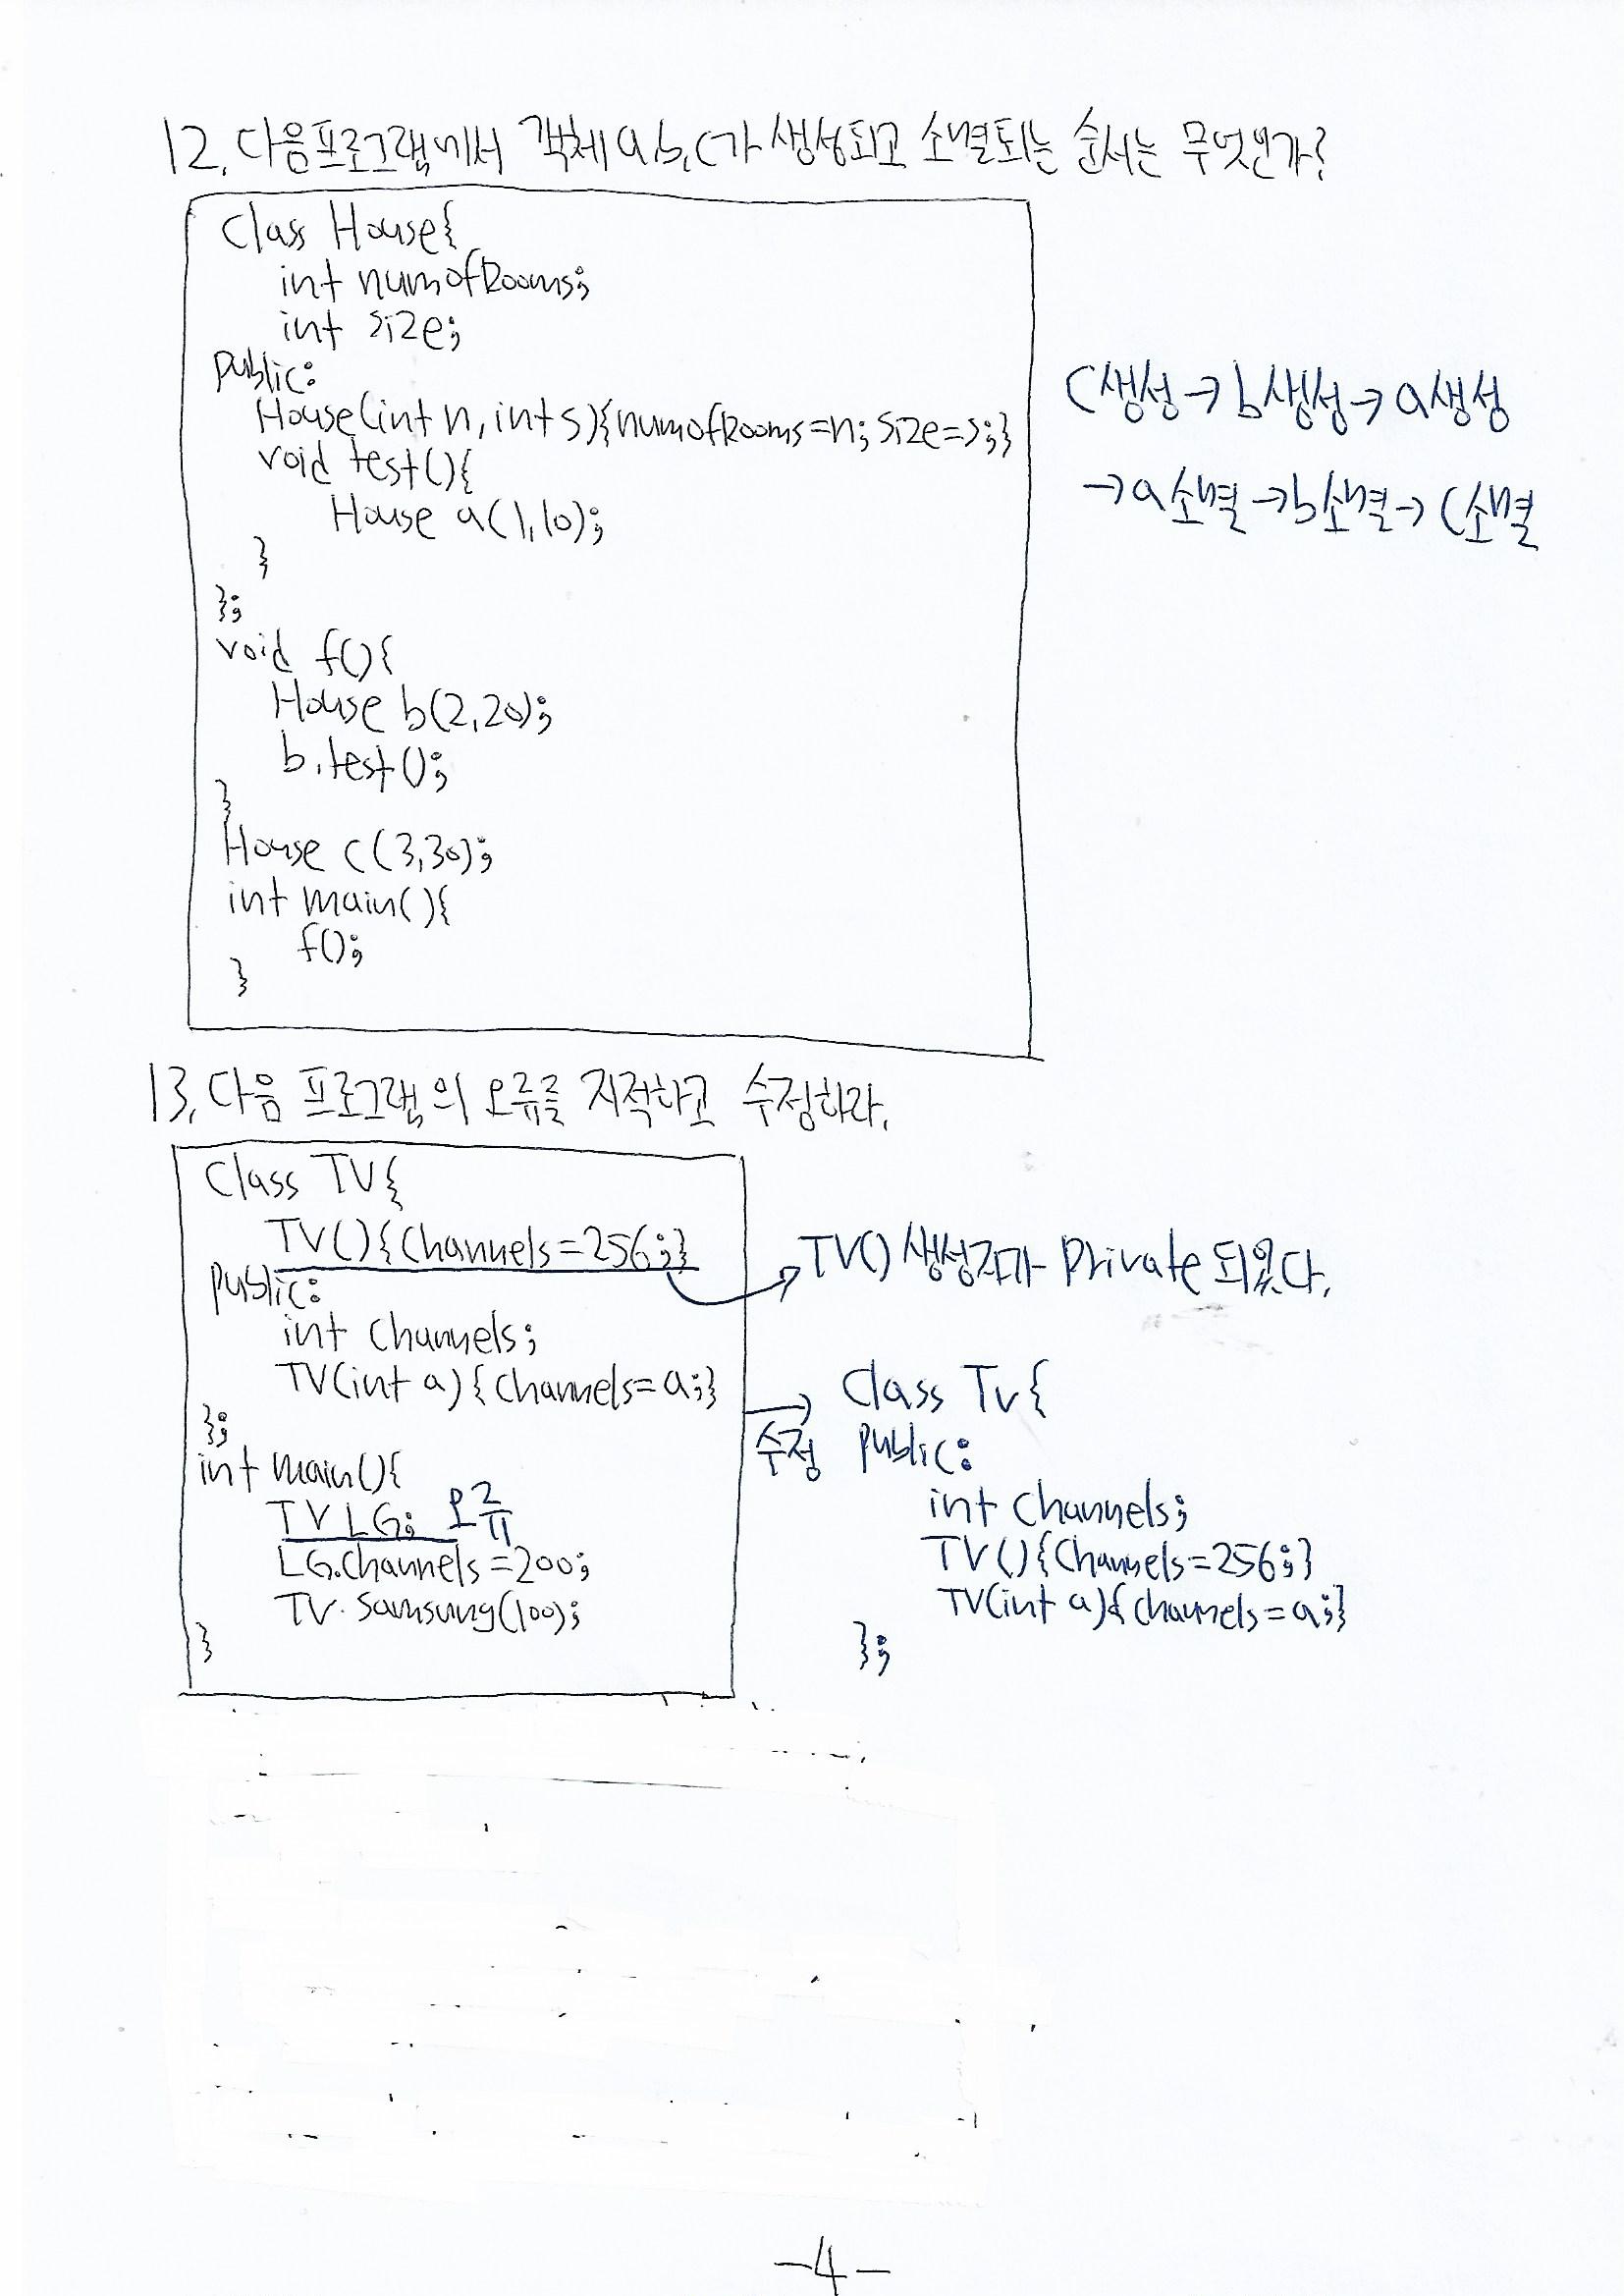 12. 다음프로그램에서 객체 a,b,c가 생성되고 소멸되는 순서는 무엇인가?
Class House{
int numofRooms;
int size;
public:
House(int n, int s){numofRooms=n; size=s;}
void test(){
House a(1,10);
}
};
void f(){
House b(2,20);
b.test();
}
House c(3,30);
int main(){
f();
}
C생성→b생성→a생성
→a소멸→b소멸→C소멸
13. 다음 프로그램의 오류를 지적하고 수정하라.
Class TV{
TV(){Channels=256;}
public:
int Channels;
TV(int a){channels=a;}
};
int main(){
TV LG; 오류
LG.Channels=200;
TV Samsung(100);
}
TV() 생성자가 Private 되있다.
수정
Class Tv{
public:
int Channels;
TV(){Channels=256;}
TV(int a){channels=a;}
};
-4-